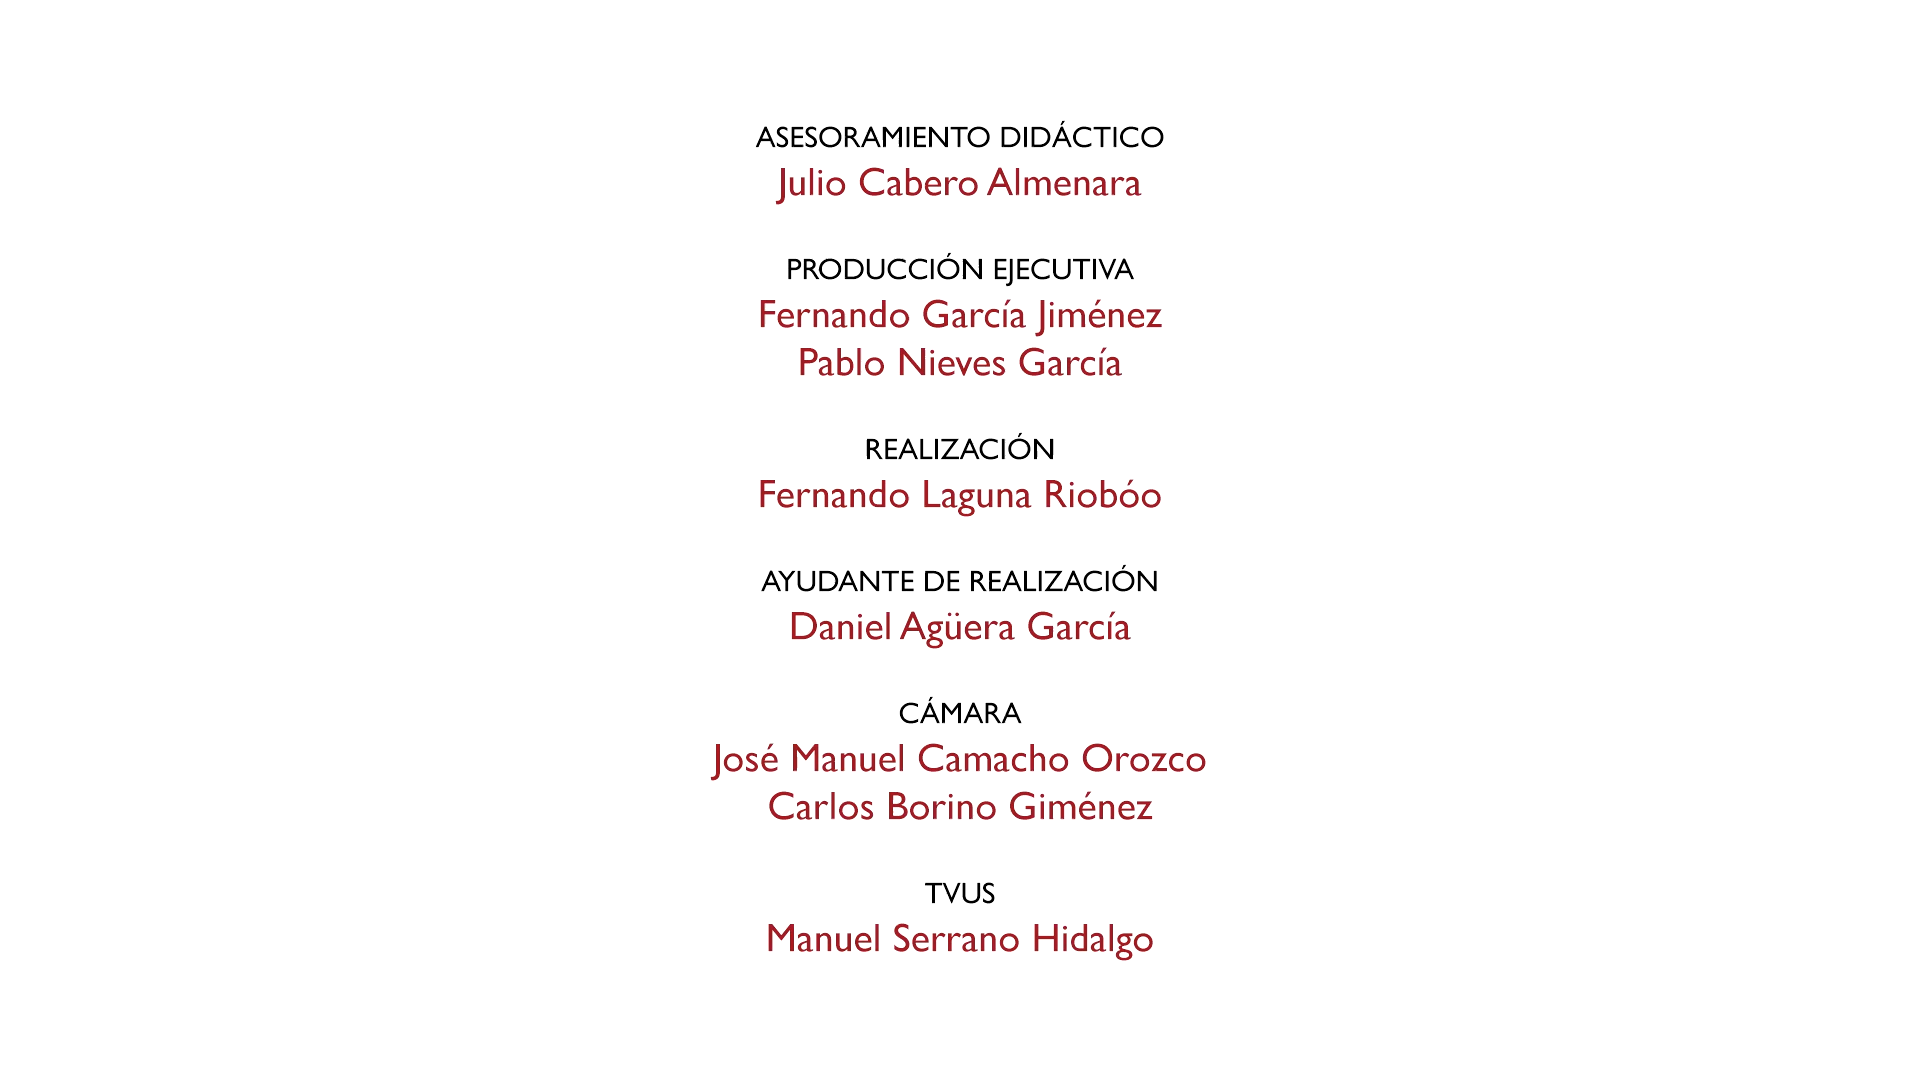 ASESORAMIENTO DIDÁCTICO
Julio Cabero Almenara
PRODUCCIÓN EJECUTIVA
Fernando García Jiménez
Pablo Nieves García
REALIZACIÓN
Fernando Laguna Riobóo
AYUDANTE DE REALIZACIÓN
Daniel Agüera García
CÁMARA
José Manuel Camacho Orozco
Carlos Borino Giménez
TVUS
Manuel Serrano Hidalgo